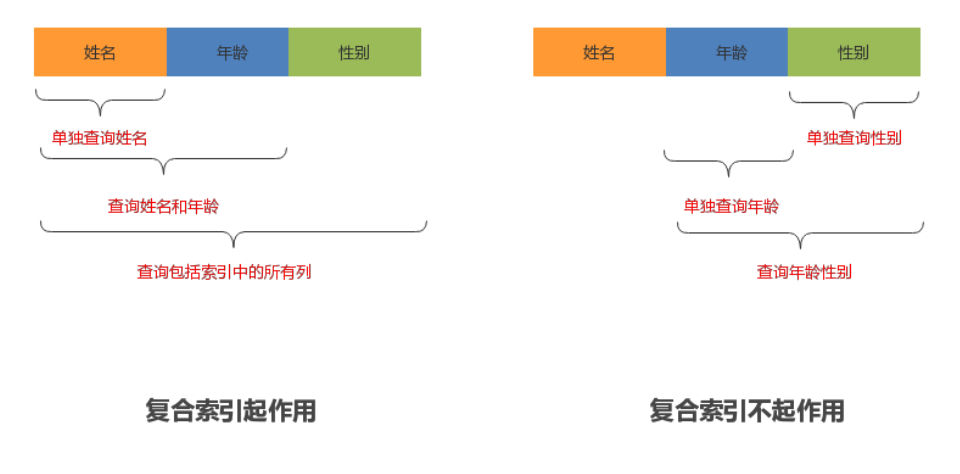 姓名 年龄 性别
单独查询姓名
查询姓名和年龄
查询包括索引中的所有列
复合索引起作用
姓名 年龄 性别
单独查询性别
单独查询年龄
查询年龄性别
复合索引不起作用